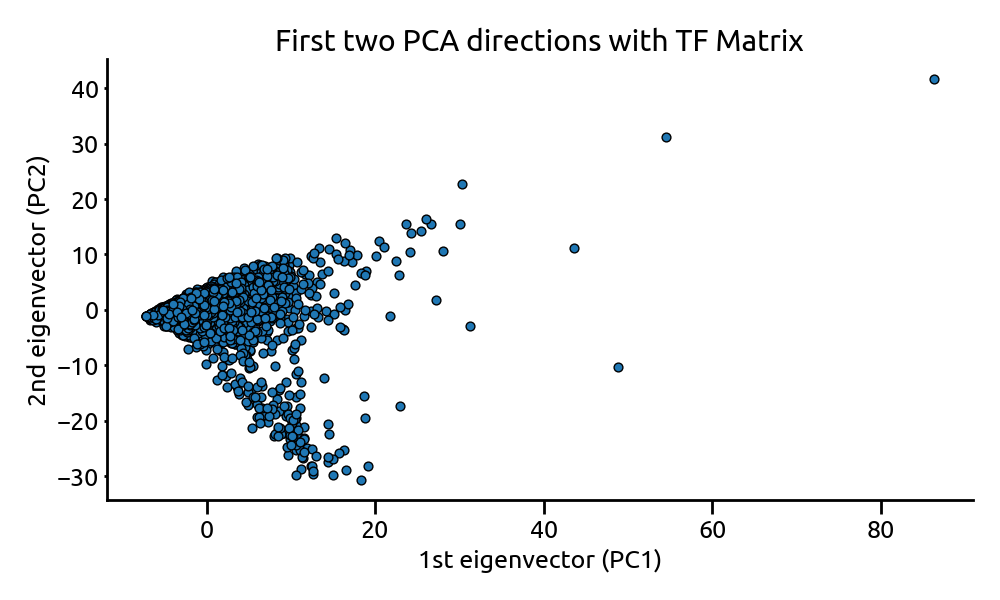 First two PCA directions with TF Matrix
2nd eigenvector (PC2)
40
30
20
10
0
−10
−20
−30
0 20 40 60 80
1st eigenvector (PC1)